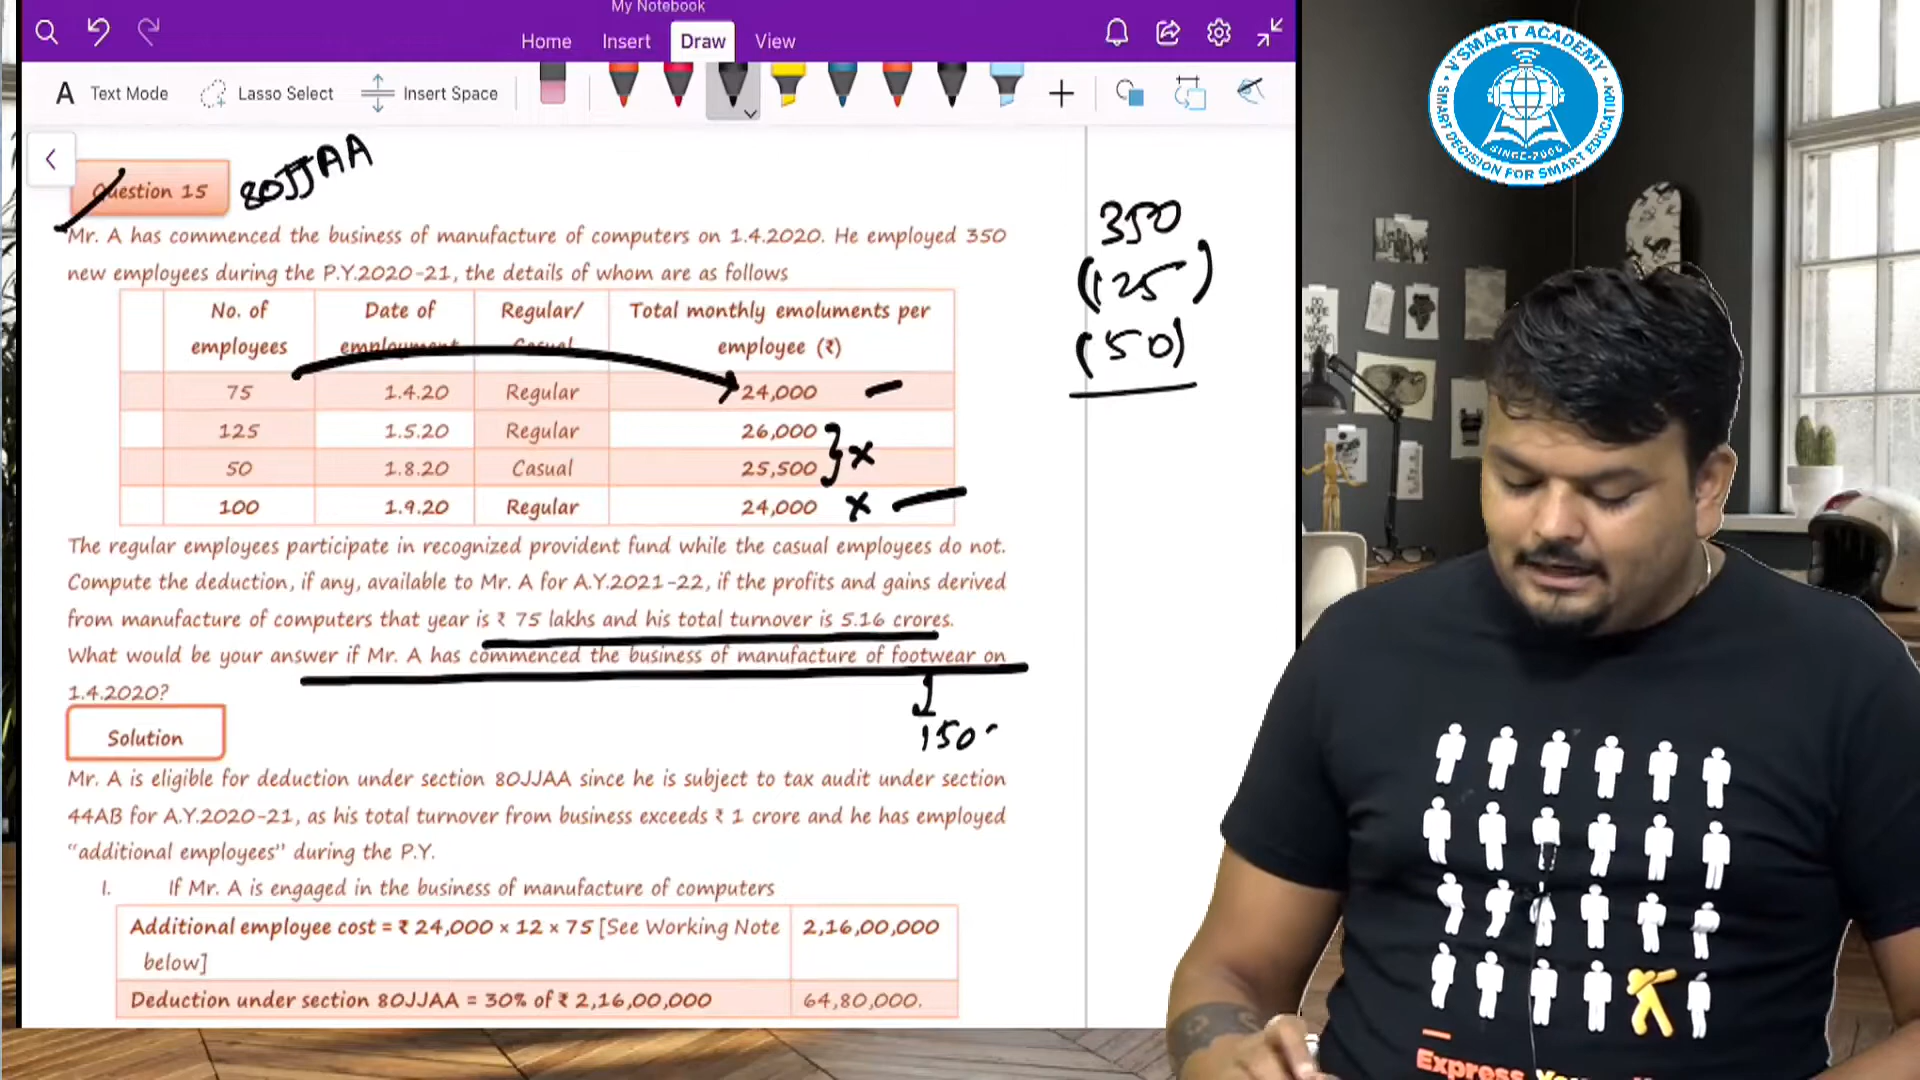 My Notebook
Home Insert Draw View
A Text Mode Lasso Select Insert Space
Question 15 80JJAA
Mr. A has commenced the business of manufacture of computers on 1.4.2020. He employed 350
new employees during the P.Y.2020-21, the details of whom are as follows
No. of employees Date of employment Regular/ Casual Total monthly emoluments per employee (₹)
75 1.4.20 Regular 24,000
125 1.5.20 Regular 26,000
50 1.8.20 Casual 25,500
100 1.9.20 Regular 24,000
350
(125)
(50)
The regular employees participate in recognized provident fund while the casual employees do not.
Compute the deduction, if any, available to Mr. A for A.Y.2021-22, if the profits and gains derived
from manufacture of computers that year is ₹ 75 lakhs and his total turnover is 5.16 crores.
What would be your answer if Mr. A has commenced the business of manufacture of footwear on
1.4.2020?
150
Solution
Mr. A is eligible for deduction under section 80JJAA since he is subject to tax audit under section
44AB for A.Y.2020-21, as his total turnover from business exceeds ₹ 1 crore and he has employed
“additional employees” during the P.Y.
I. If Mr. A is engaged in the business of manufacture of computers
Additional employee cost = ₹ 24,000 × 12 × 75 [See Working Note 2,16,00,000
below]
Deduction under section 80JJAA = 30% of ₹ 2,16,00,000 64,80,000.
V'SMART ACADEMY
SMART DECISION FOR SMART EDUCATION
SINCE-2006
Express